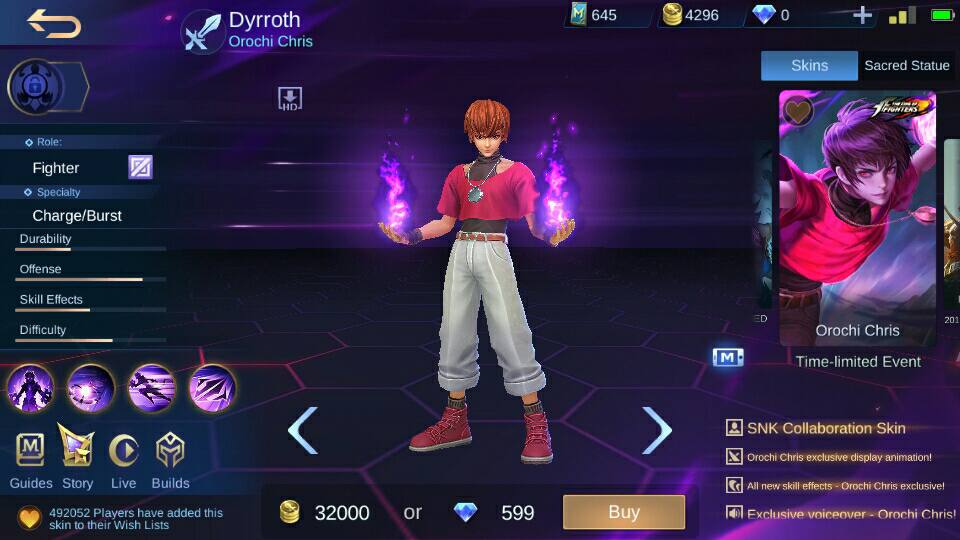 Dyrroth
Orochi Chris
645
4296
0
HD
Skins
Sacred Statue
Role:
Fighter
Specialty
Charge/Burst
Durability
Offense
Skill Effects
Difficulty
THE KING OF FIGHTERS
Orochi Chris
ED
201
M
Time-limited Event
SNK Collaboration Skin
Orochi Chris exclusive display animation!
All new skill effects - Orochi Chris exclusive!
Exclusive voiceover - Orochi Chris!
Guides
Story
Live
Builds
492052 Players have added this
skin to their Wish Lists
32000 or 599
Buy